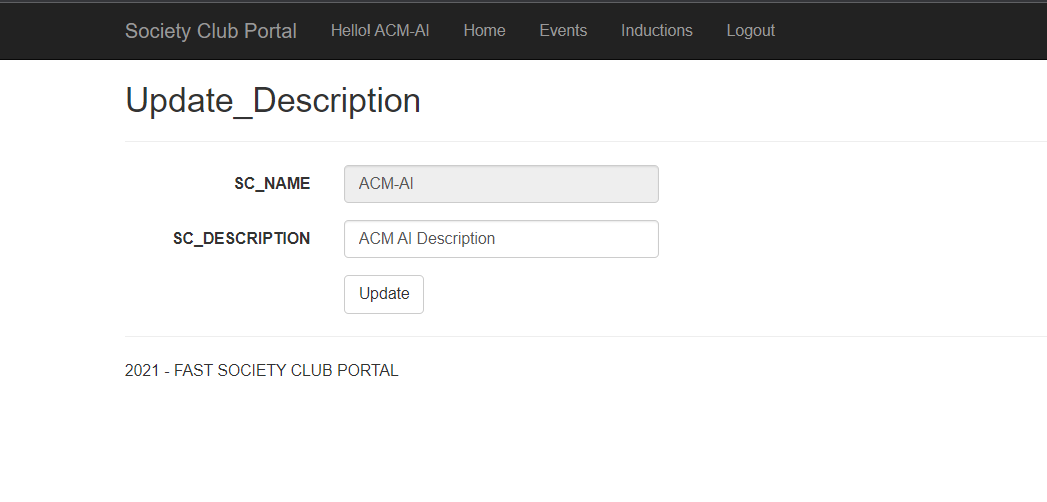 Society Club Portal Hello! ACM-AI Home Events Inductions Logout
Update_Description
SC_NAME ACM-AI
SC_DESCRIPTION ACM AI Description
Update
2021 - FAST SOCIETY CLUB PORTAL